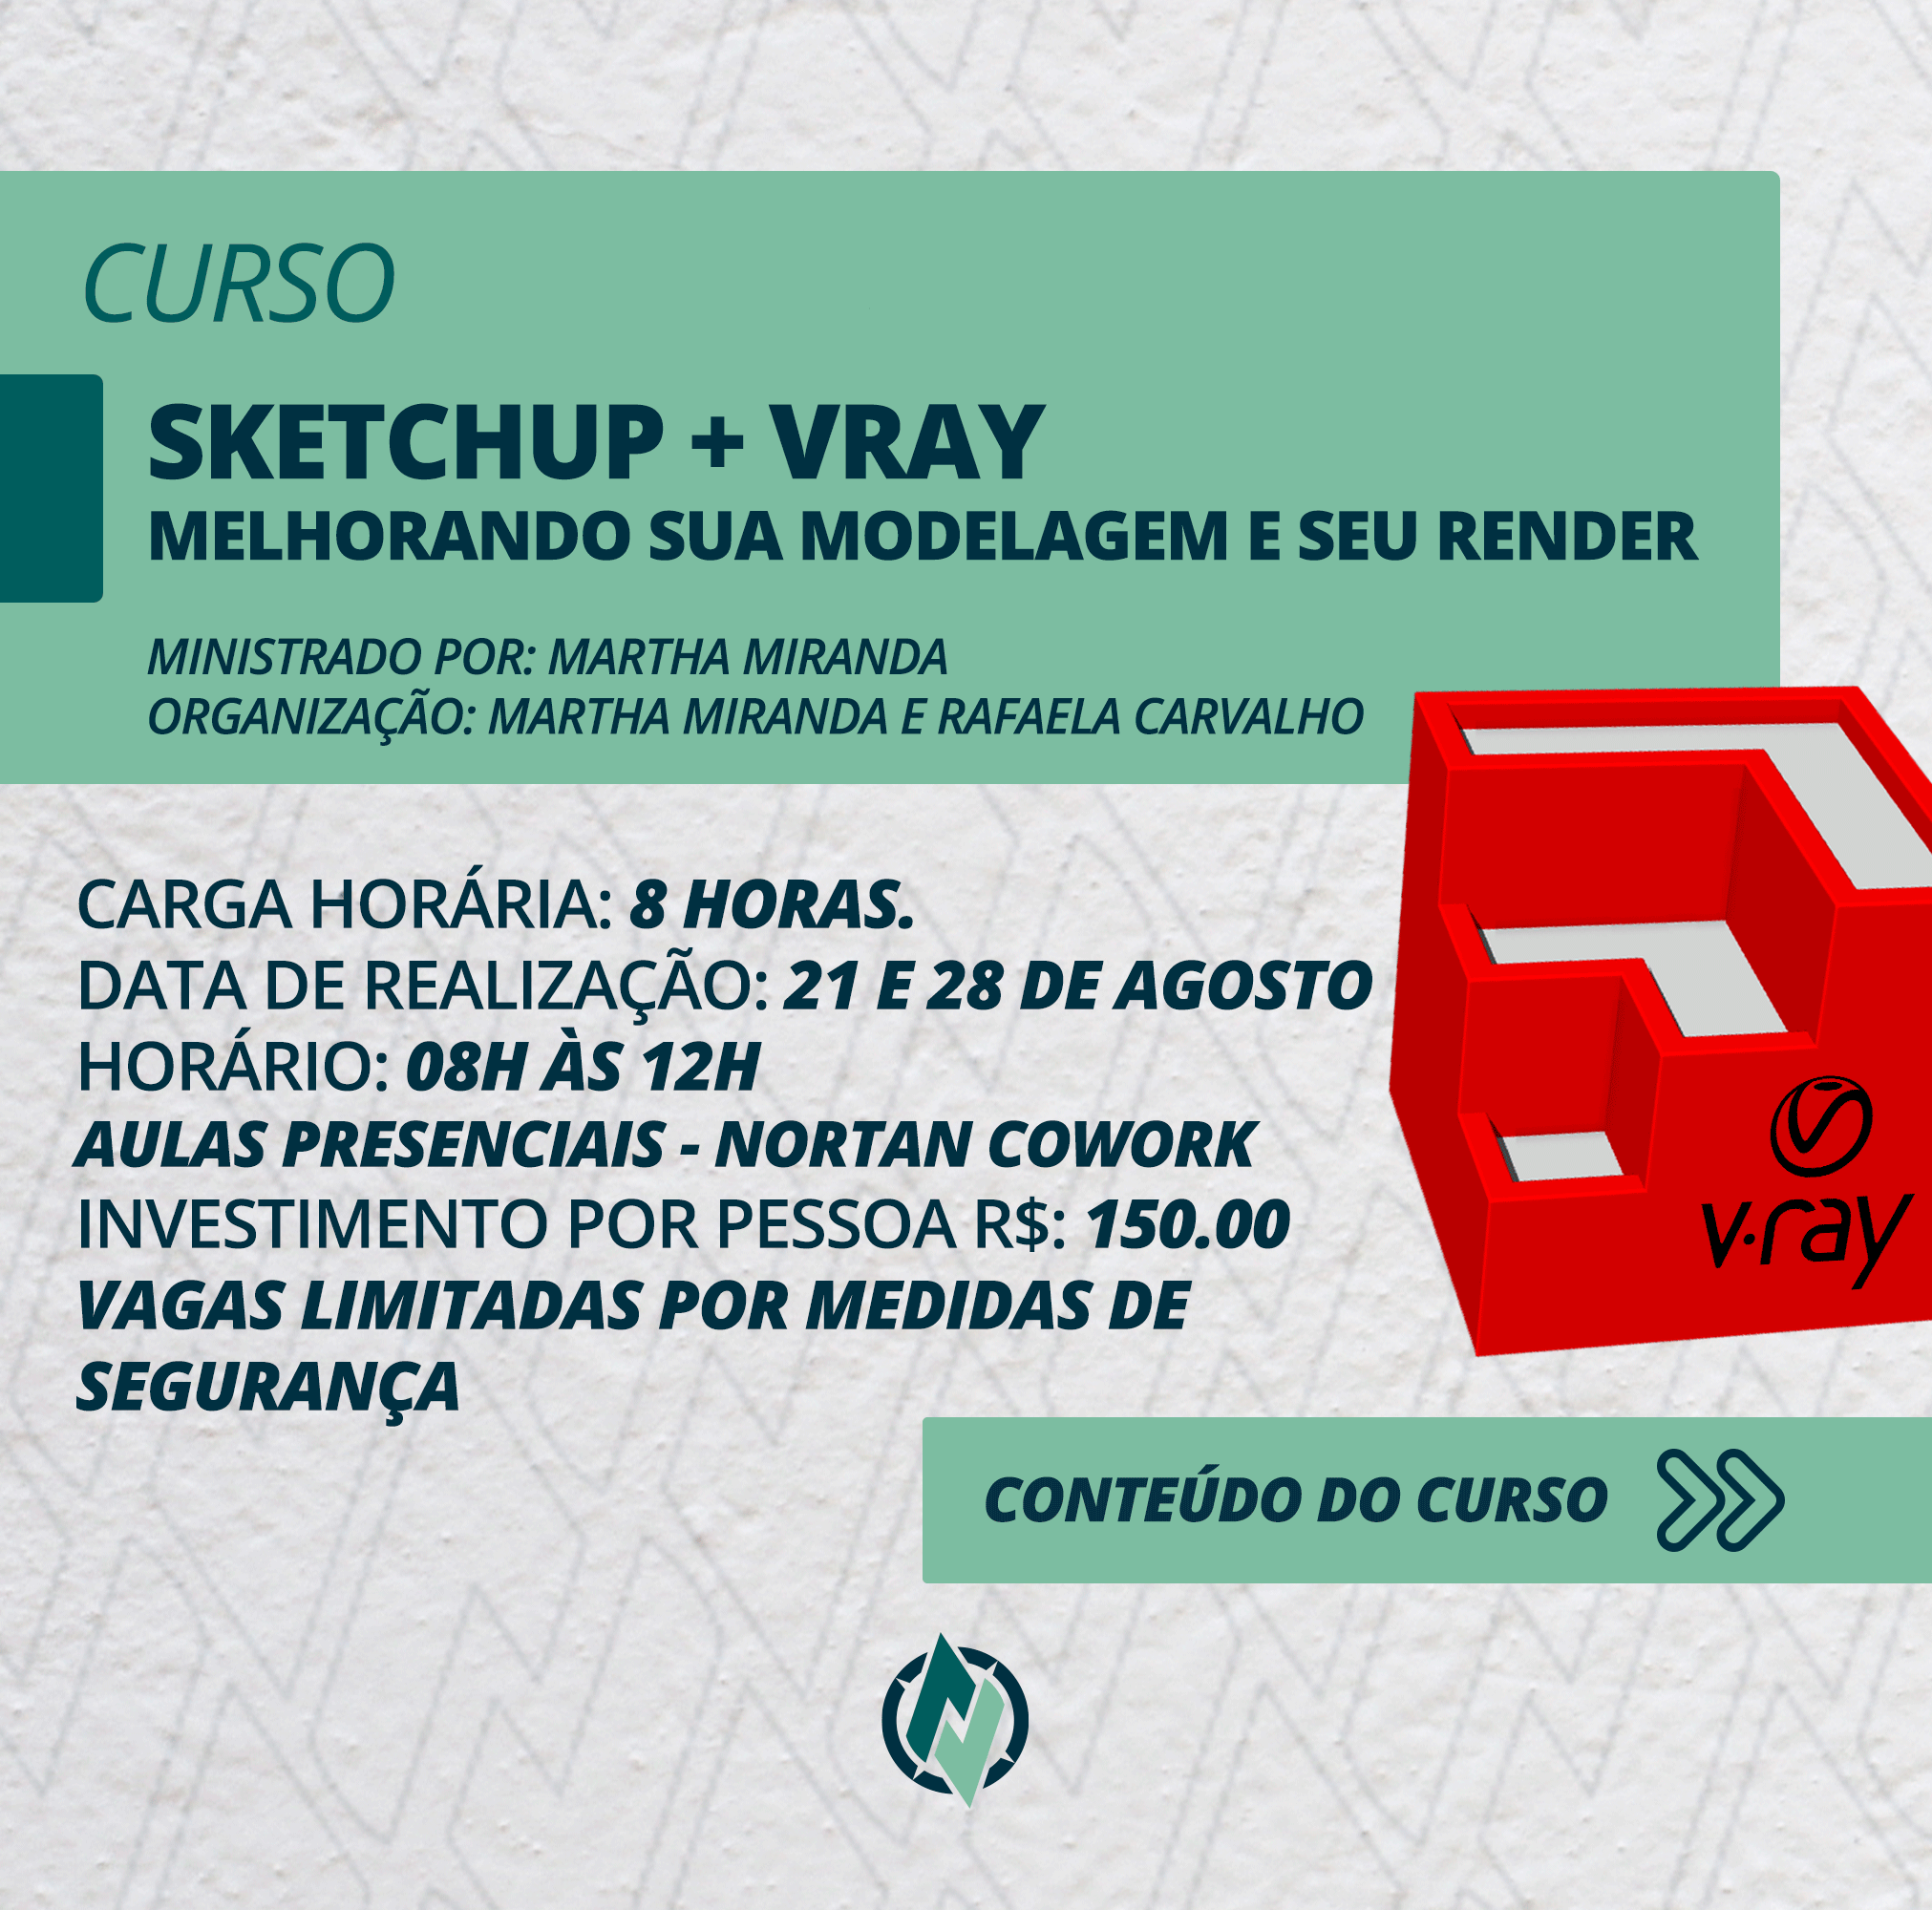 CURSO
SKETCHUP + VRAY
MELHORANDO SUA MODELAGEM E SEU RENDER
MINISTRADO POR: MARTHA MIRANDA
ORGANIZAÇÃO: MARTHA MIRANDA E RAFAELA CARVALHO
CARGA HORÁRIA: 8 HORAS.
DATA DE REALIZAÇÃO: 21 E 28 DE AGOSTO
HORÁRIO: 08H ÀS 12H
AULAS PRESENCIAIS - NORTAN COWORK
INVESTIMENTO POR PESSOA R$: 150.00
VAGAS LIMITADAS POR MEDIDAS DE
SEGURANÇA
v·ray
CONTEÚDO DO CURSO